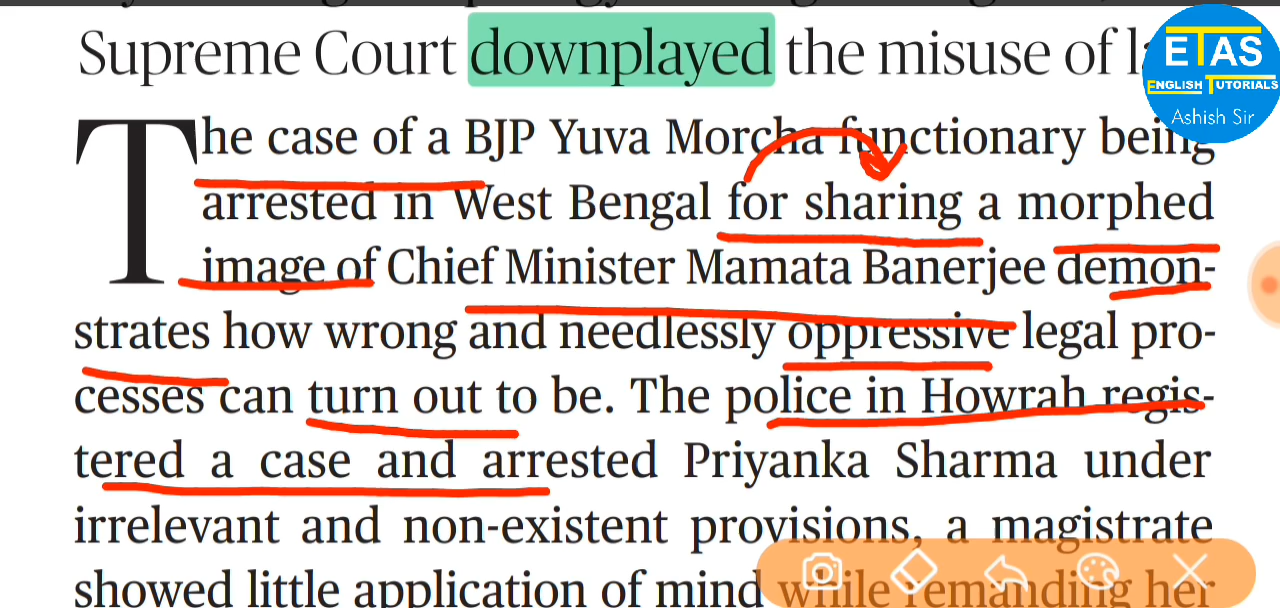 Supreme Court downplayed the misuse of
ETAS
ENGLISH TUTORIALS
Ashish Sir
The case of a BJP Yuva Morcha functionary being
arrested in West Bengal for sharing a morphed
image of Chief Minister Mamata Banerjee demon-
strates how wrong and needlessly oppressive legal pro-
cesses can turn out to be. The police in Howrah regis-
tered a case and arrested Priyanka Sharma under
irrelevant and non-existent provisions, a magistrate
showed little application of mind while remanding her